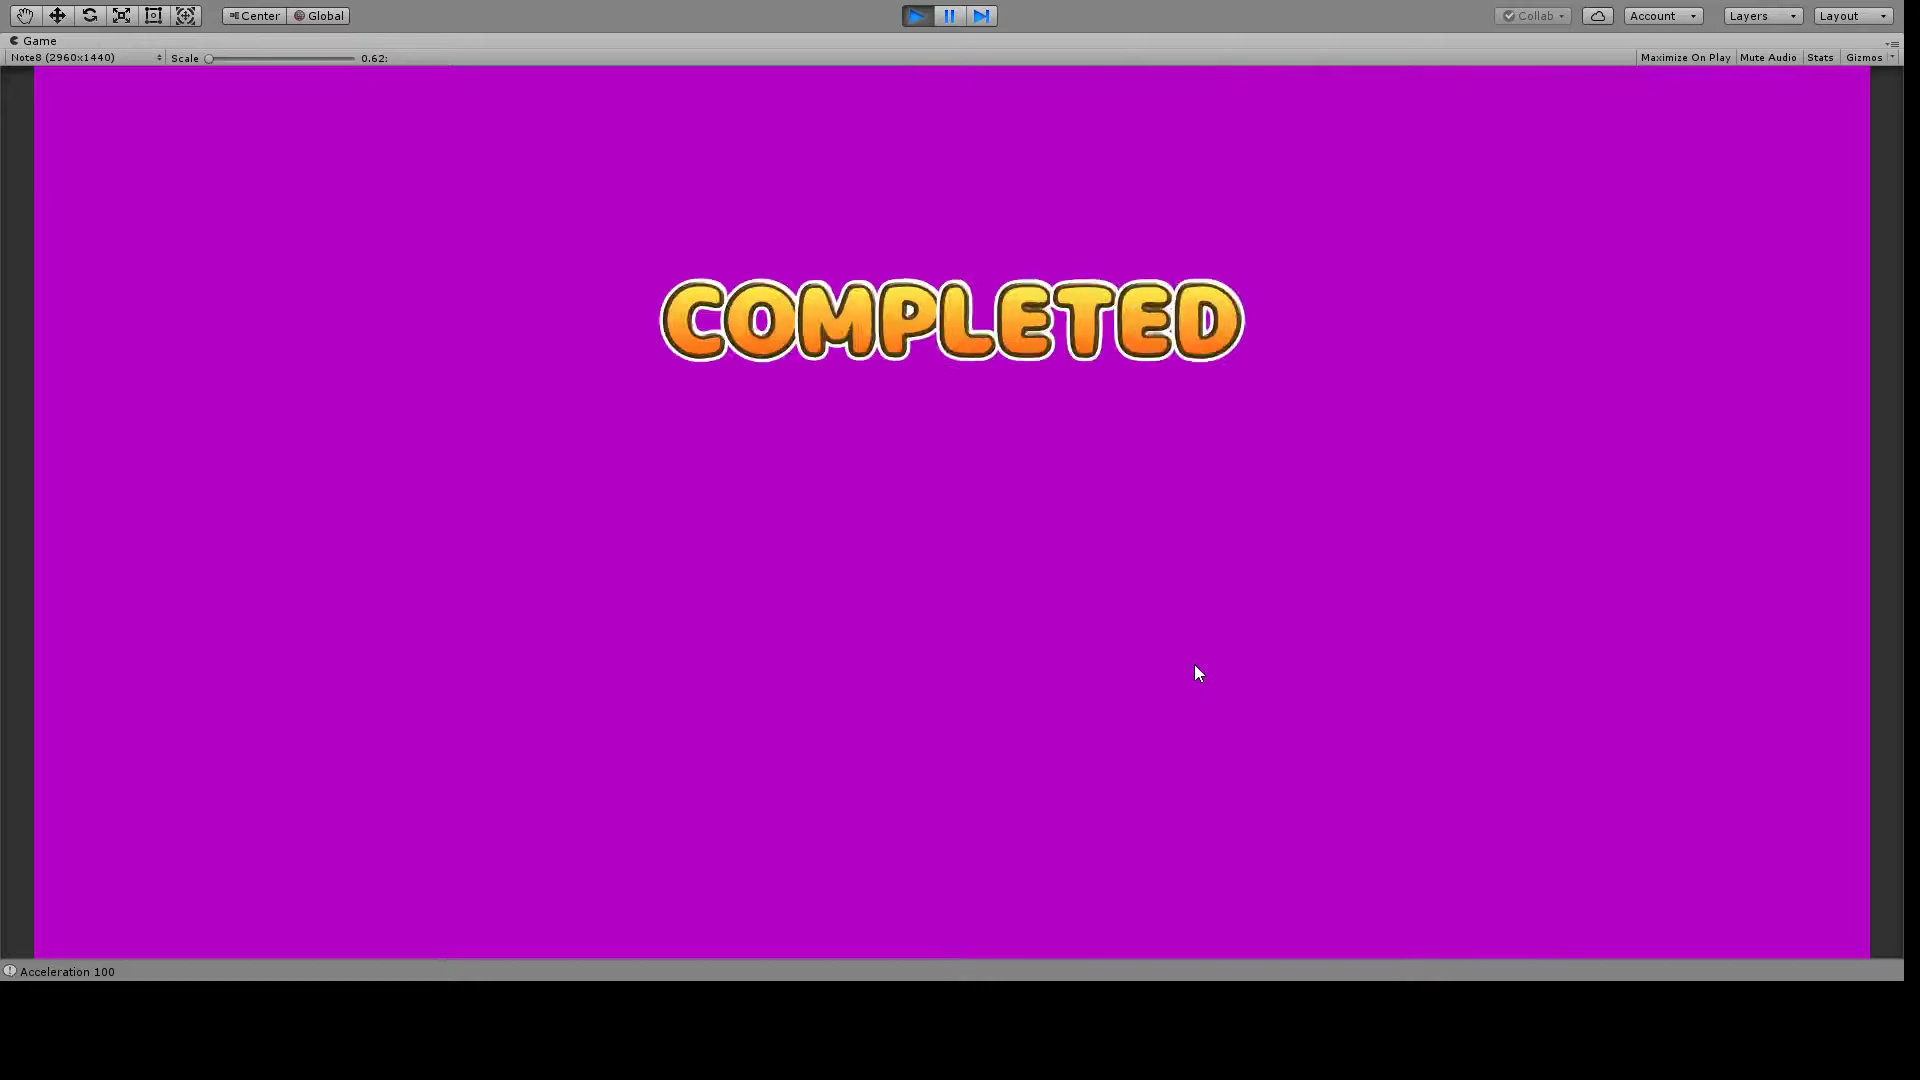 Center Global Collab Account Layers Layout
Game
Note8 (2960x1440) Scale 0.62: Maximize On Play Mute Audio Stats Gizmos
COMPLETED
Acceleration 100